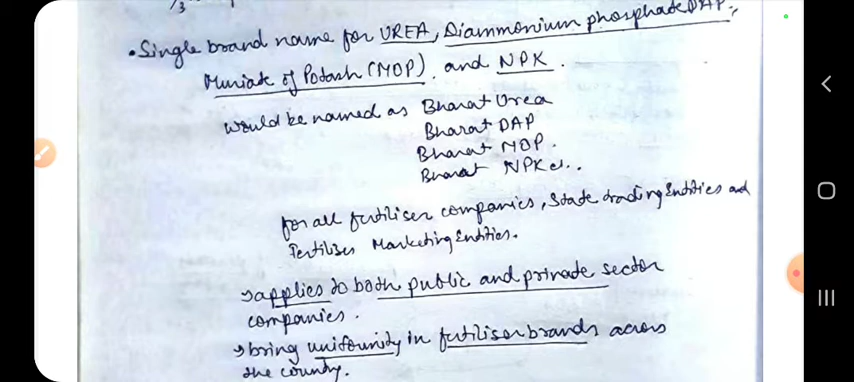 • Single brand name for UREA, Diammonium phosphate DAP,
Muriate of Potash (MOP), and NPK.
would be named as Bharat Urea
Bharat DAP
Bharat MOP.
Bharat NPK
for all fertiliser companies, State trading Entities and
Fertiliser Marketing Entities.
→ applies to both public and private sector
companies.
→ bring uniformity in fertiliser brands across
the country.